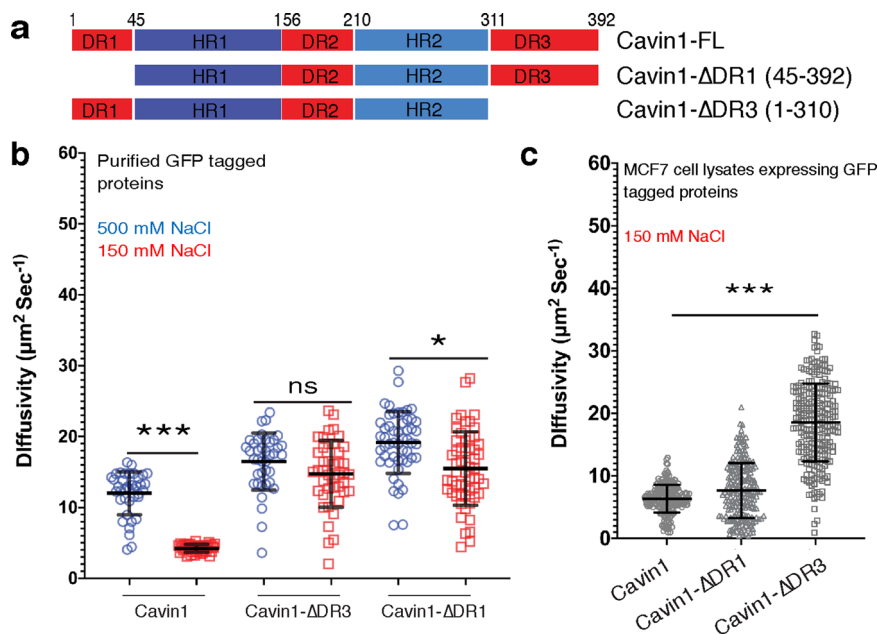 a
1 45 156 210 311 392
DR1 HR1 DR2 HR2 DR3 Cavin1-FL
HR1 DR2 HR2 DR3 Cavin1-ΔDR1 (45-392)
DR1 HR1 DR2 HR2 Cavin1-ΔDR3 (1-310)
b
Purified GFP tagged
proteins
500 mM NaCl
150 mM NaCl
DIffusivity (µm² Sec⁻¹)
60
50
40
30
20
10
0
***
ns
*
Cavin1 Cavin1-ΔDR3 Cavin1-ΔDR1
c
MCF7 cell lysates expressing GFP
tagged proteins
150 mM NaCl
DIffusivity (µm² Sec⁻¹)
60
50
40
30
20
10
0
***
Cavin1
Cavin1-ΔDR1
Cavin1-ΔDR3